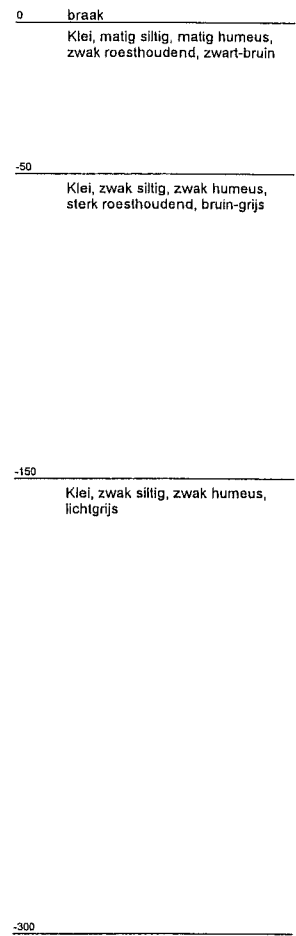 0 braak
Klei, matig siltig, matig humeus,
zwak roesthoudend, zwart-bruin
-50
Klei, zwak siltig, zwak humeus,
sterk roesthoudend, bruin-grijs
-150
Klei, zwak siltig, zwak humeus,
lichtgrijs
-300